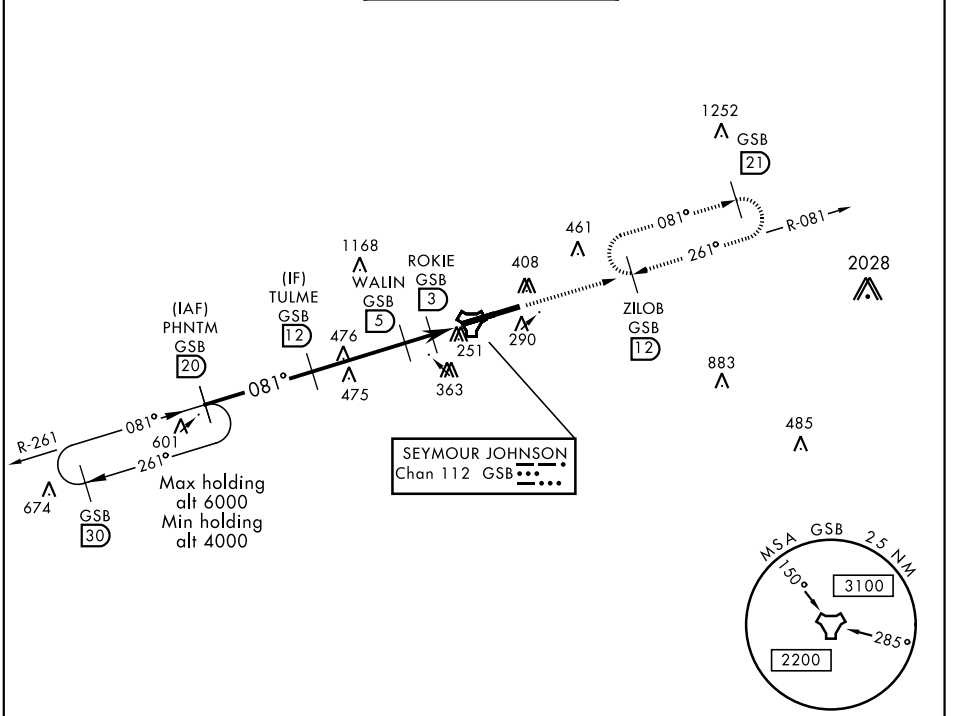 1252
GSB
21
081°
R-081
261°
461
1168
ROKIE
GSB
3
408
2028
WALIN
GSB
5
(IF)
TULME
GSB
12
ZILOB
GSB
12
(IAF)
PHNTM
GSB
20
476
290
251
475
363
883
081°
R-261
081°
601
261°
485
SEYMOUR JOHNSON
Chan 112 GSB
674
GSB
30
Max holding
alt 6000
Min holding
alt 4000
MSA GSB 25 NM
150°
3100
285°
2200